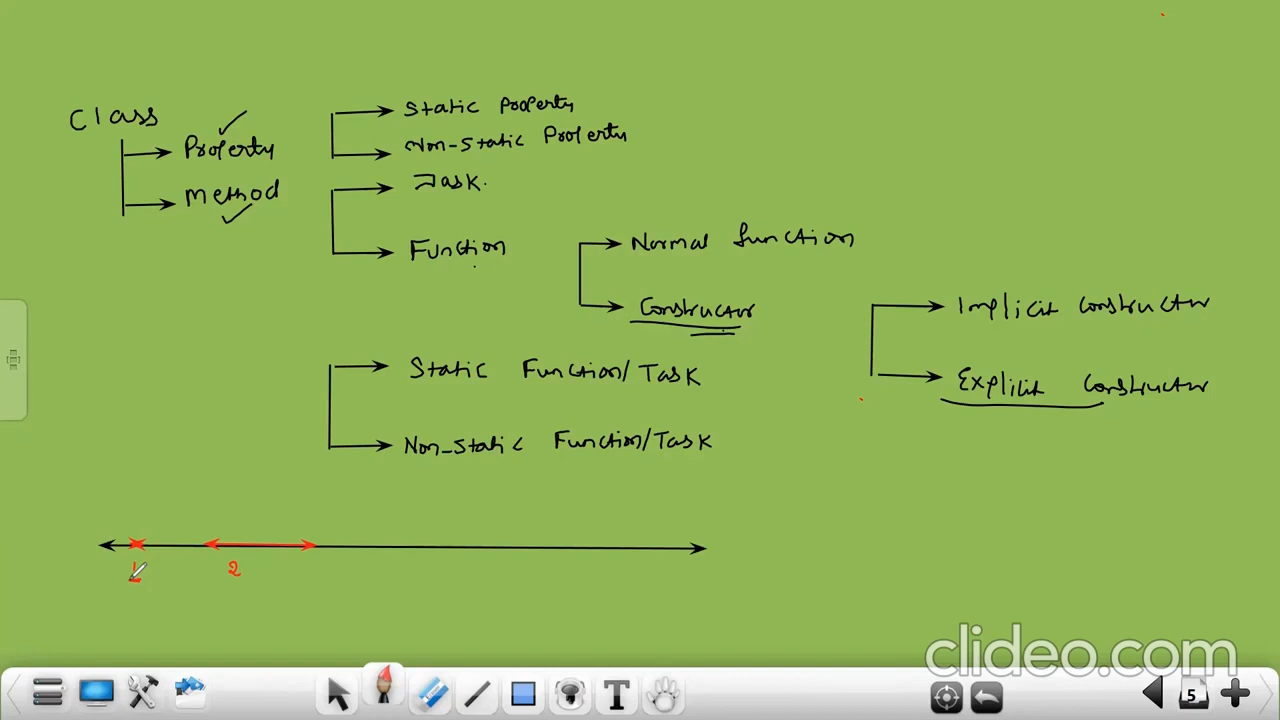 Class
Property
Method
Static Property
Non-Static Property
Task
Function
Normal function
Constructor
Implicit Constructor
Explicit Constructor
Static Function/Task
Non-Static Function/Task
1 2
clideo.com
T
5